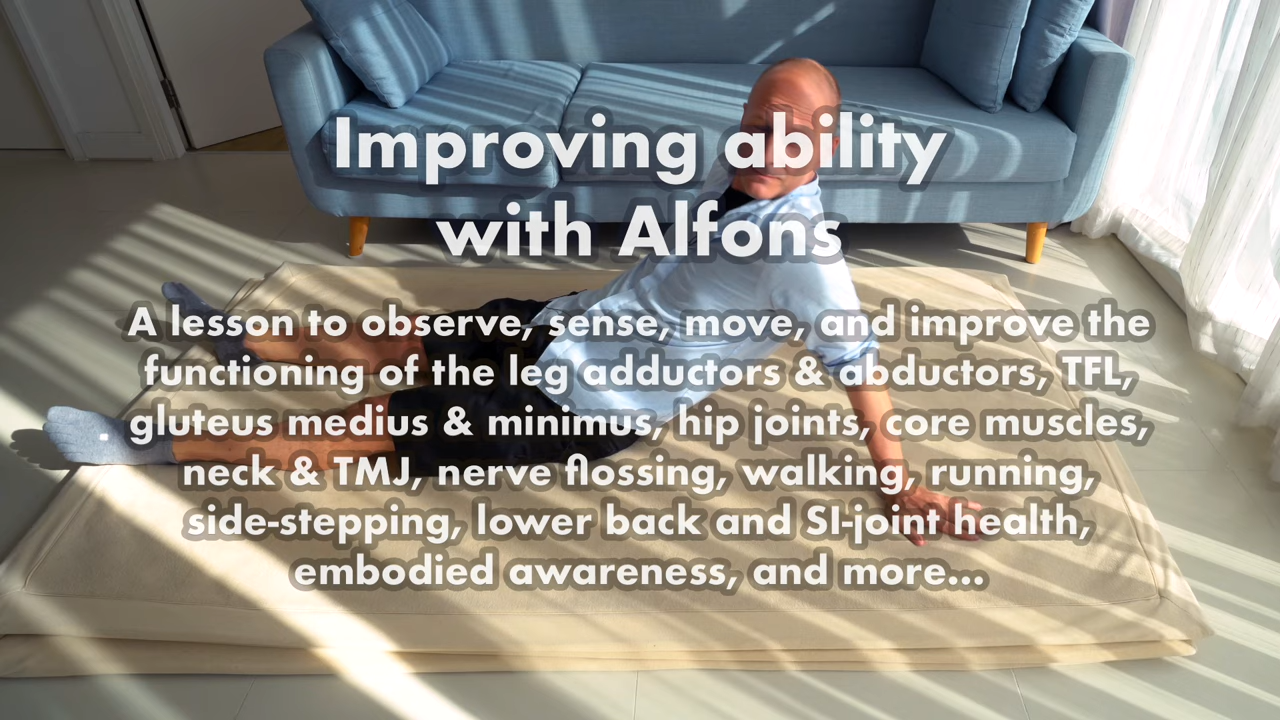 Improving ability
with Alfons
A lesson to observe, sense, move, and improve the
functioning of the leg adductors & abductors, TFL,
gluteus medius & minimus, hip joints, core muscles,
neck & TMJ, nerve flossing, walking, running,
side-stepping, lower back and SI-joint health,
embodied awareness, and more...